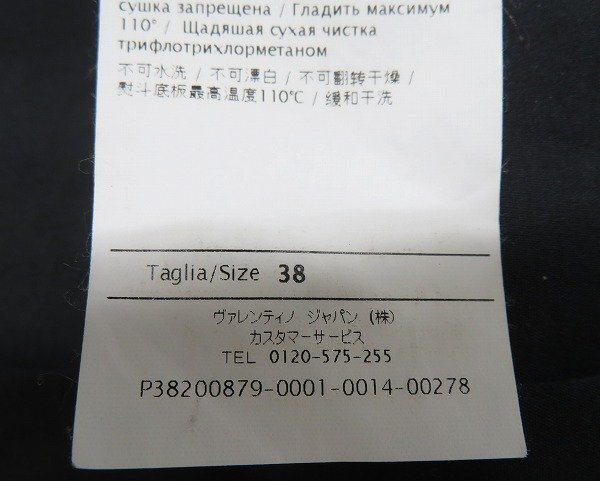 сушка запрещена / Гладить максимум
110° / Щадяшая сухая чистка
трифлотрихлорметаном
不可水洗 / 不可漂白 / 不可翻转干燥 /
熨斗底板最高温度110℃ / 缓和干洗
Taglia/Size 38
ヴァレンティノ ジャパン (株)
カスタマーサービス
TEL 0120-575-255
P38200879-0001-0014-00278